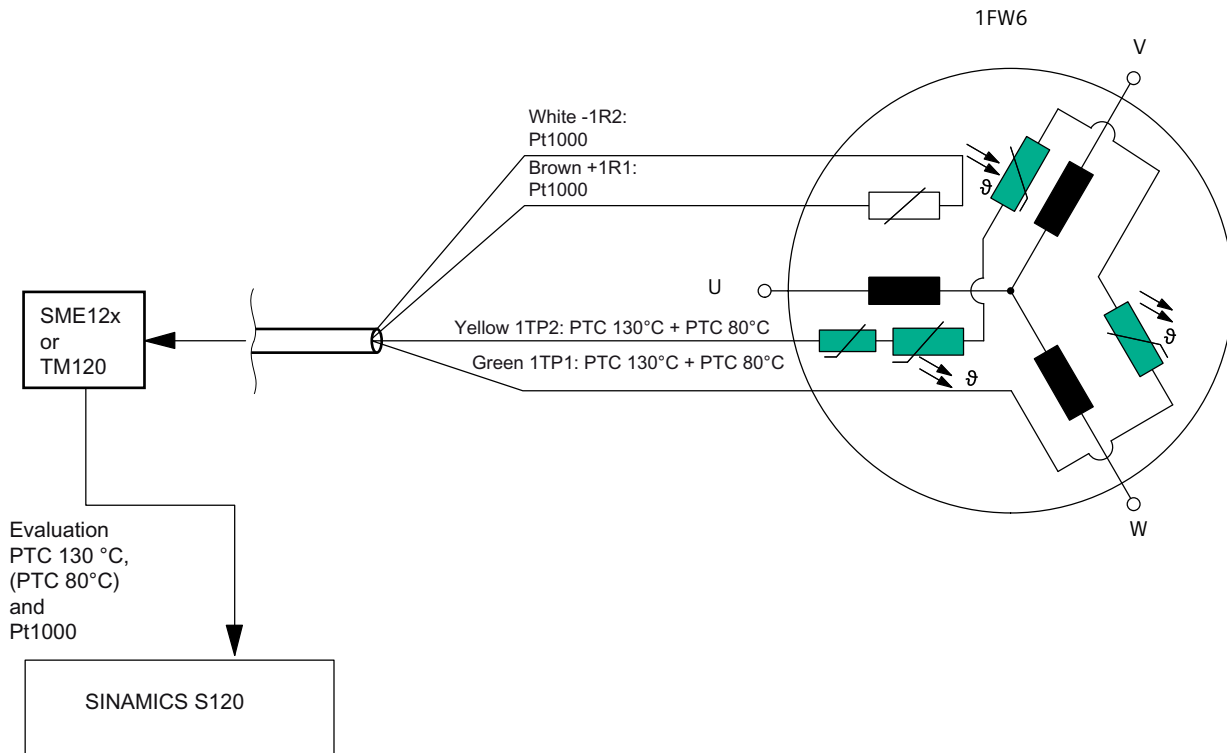 1FW6
V
White -1R2:
Pt1000
Brown +1R1:
Pt1000
ϑ
U
SME12x
or
TM120
Yellow 1TP2: PTC 130°C + PTC 80°C
Green 1TP1: PTC 130°C + PTC 80°C
ϑ
ϑ
W
Evaluation
PTC 130 °C,
(PTC 80°C)
and
Pt1000
SINAMICS S120